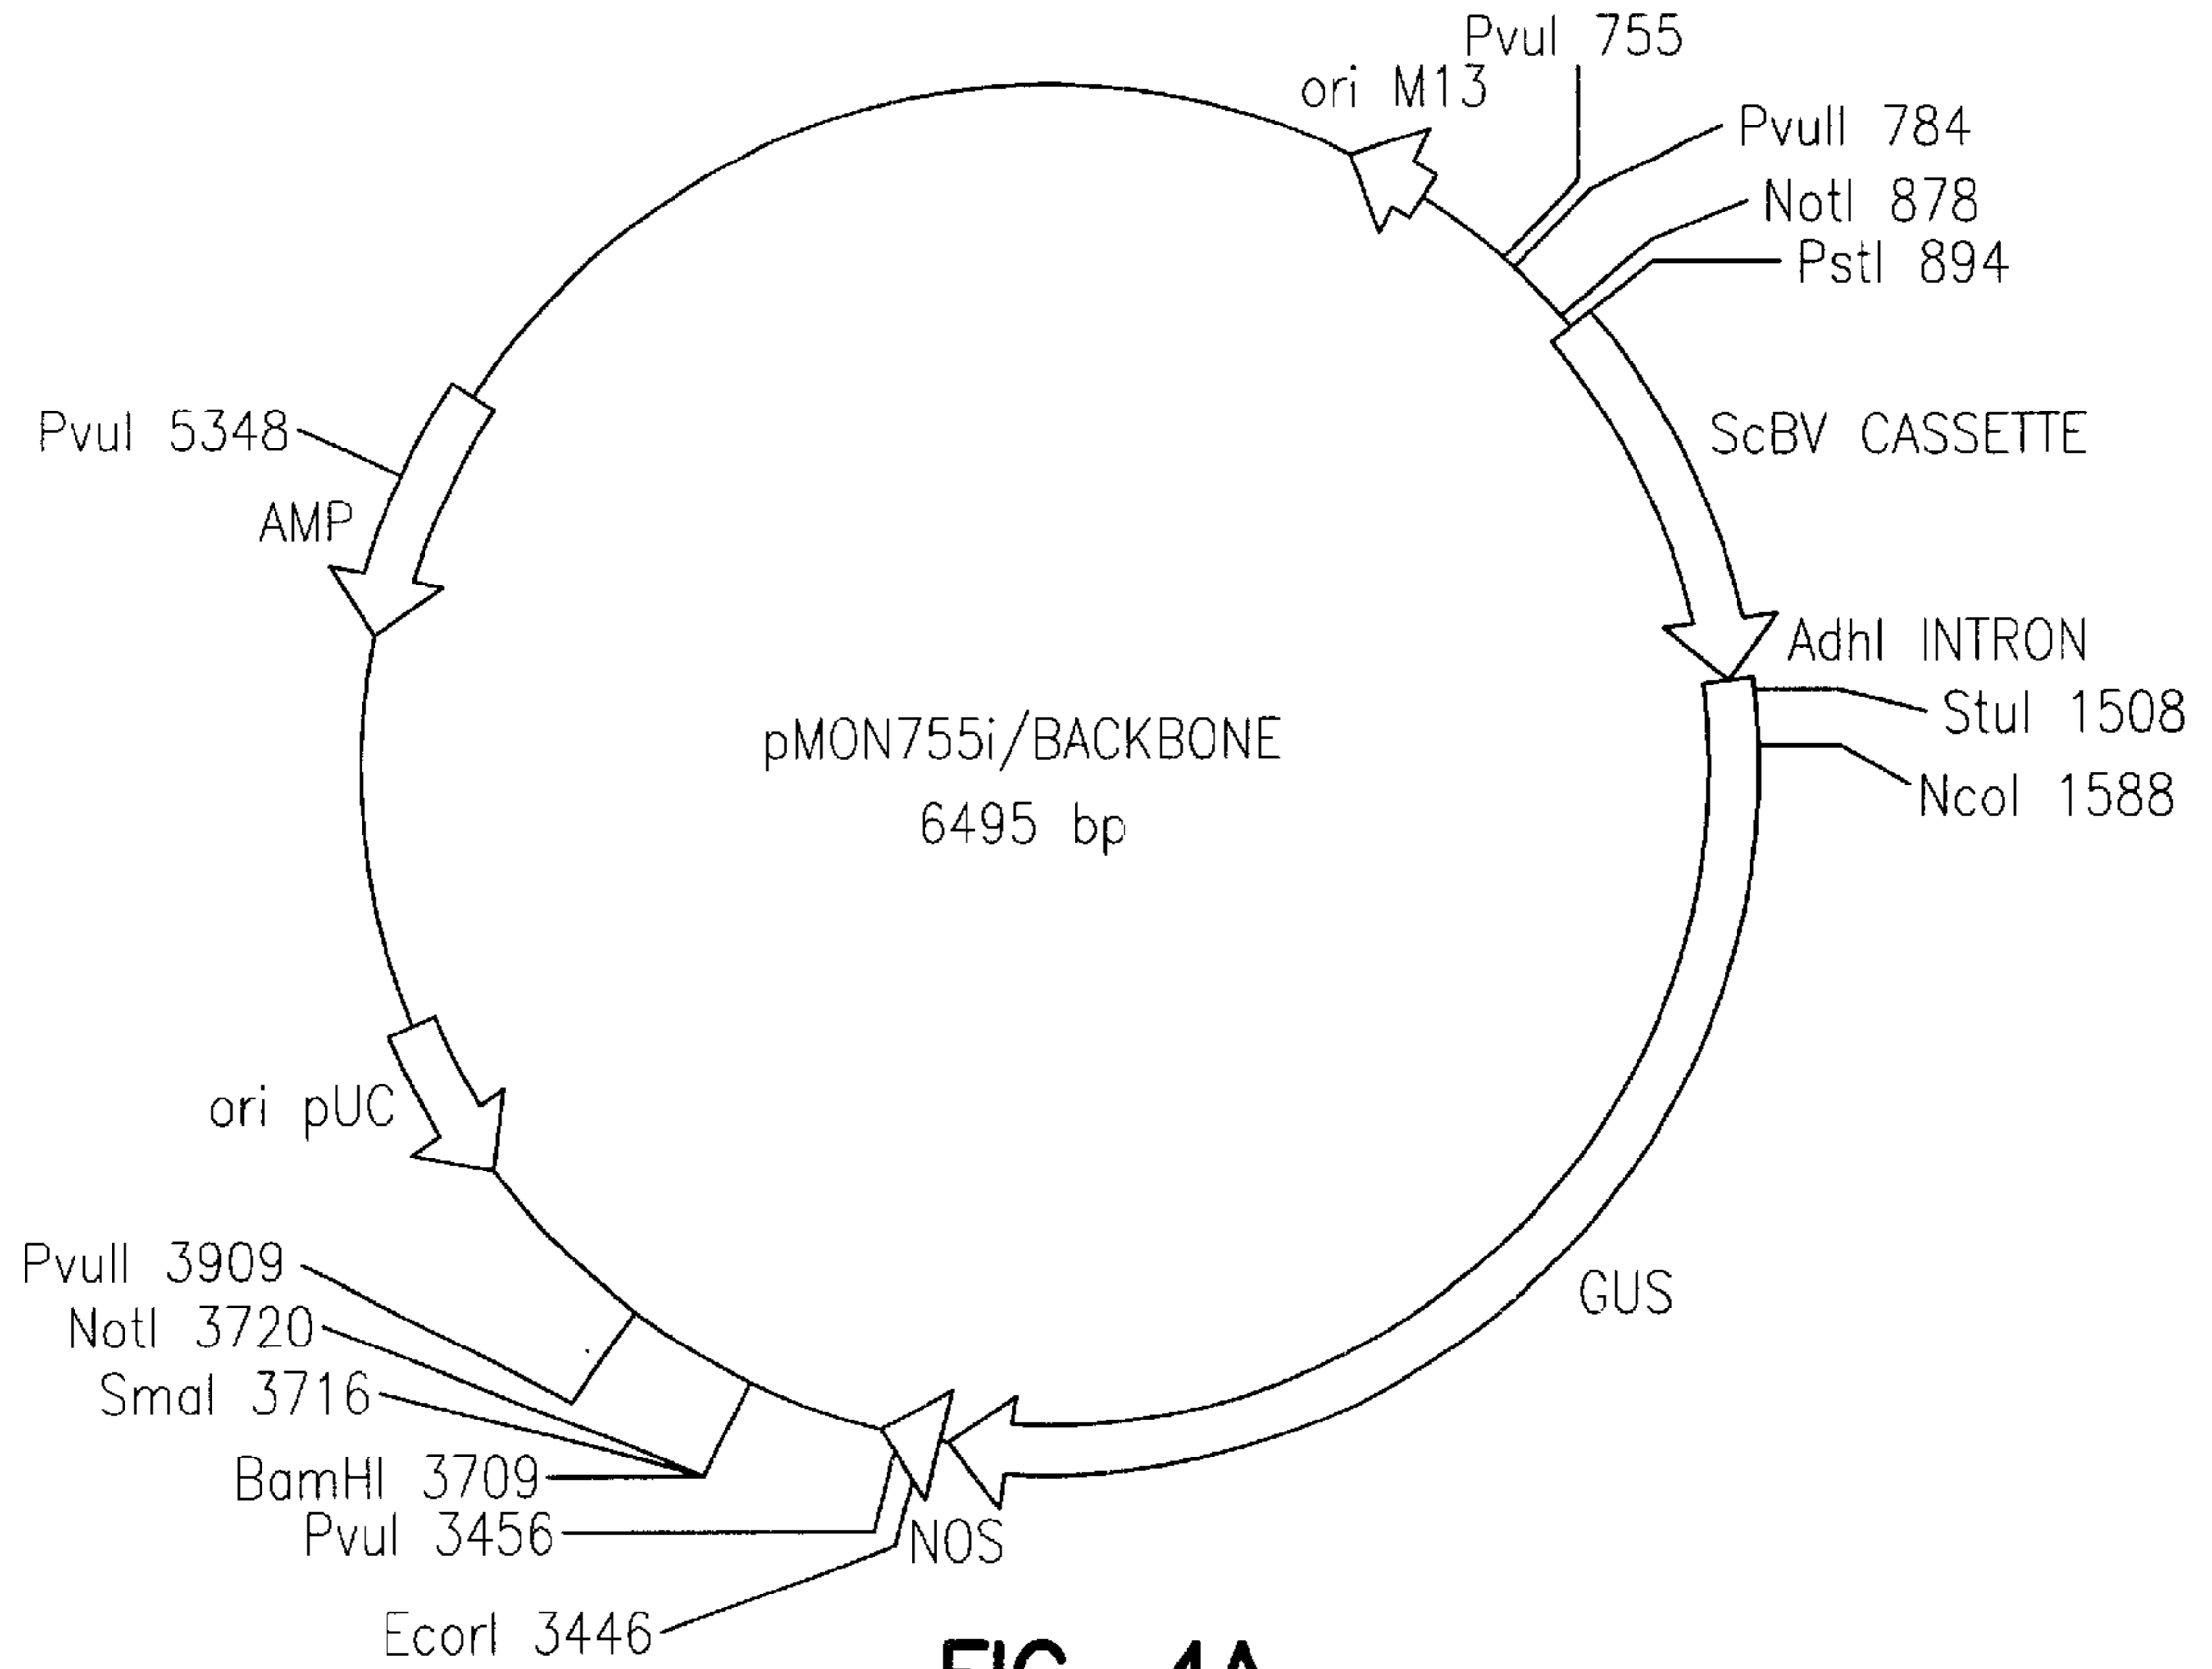 PvuI 755
ori M13
PvuII 784
NotI 878
PstI 894
ScBV CASSETTE
PvuI 5348
AMP
AdhI INTRON
StuI 1508
NcoI 1588
pMON755i/BACKBONE
6495 bp
ori pUC
GUS
PvuII 3909
NotI 3720
SmaI 3716
BamHI 3709
PvuI 3456
NOS
EcorI 3446
FIG. 4A